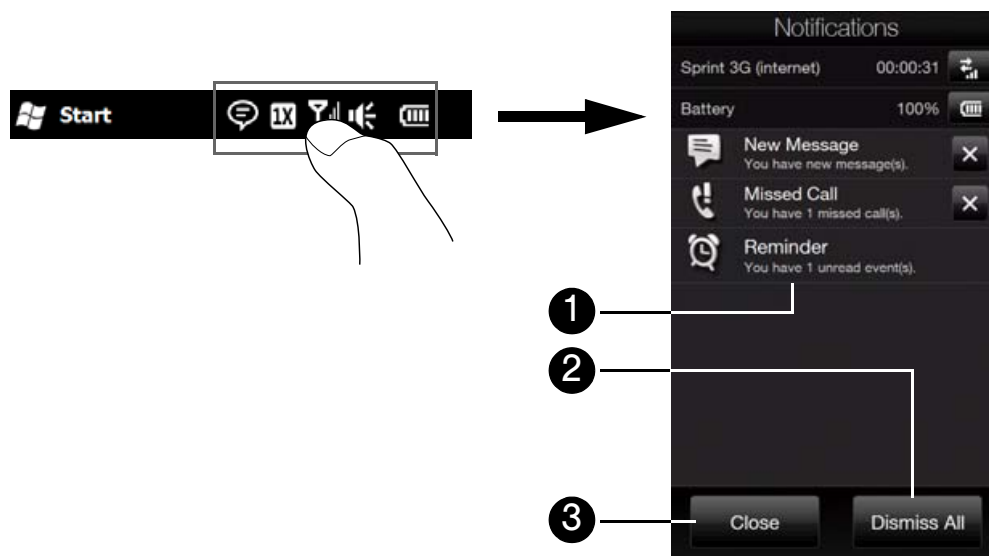 Start
1X
Notifications
Sprint 3G (internet) 00:00:31
Battery 100%
New Message
You have new message(s).
Missed Call
You have 1 missed call(s).
Reminder
You have 1 unread event(s).
1
2
3
Close Dismiss All